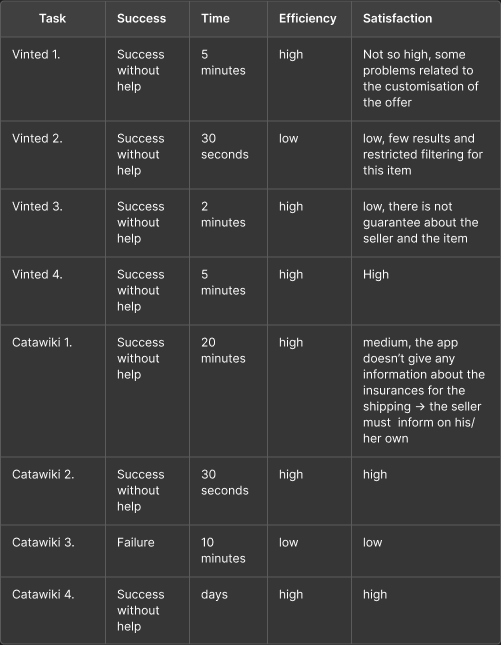 Task Success Time Efficiency Satisfaction
Vinted 1.
Success
without
help
5
minutes
high
Not so high, some
problems related to
the customisation of
the offer
Vinted 2.
Success
without
help
30
seconds
low
low, few results and
restricted filtering for
this item
Vinted 3.
Success
without
help
2
minutes
high
low, there is not
guarantee about the
seller and the item
Vinted 4.
Success
without
help
5
minutes
high
High
Catawiki 1.
Success
without
help
20
minutes
high
medium, the app
doesn’t give any
information about the
insurances for the
shipping → the seller
must inform on his/
her own
Catawiki 2.
Success
without
help
30
seconds
high
high
Catawiki 3.
Failure
10
minutes
low
low
Catawiki 4.
Success
without
help
days
high
high